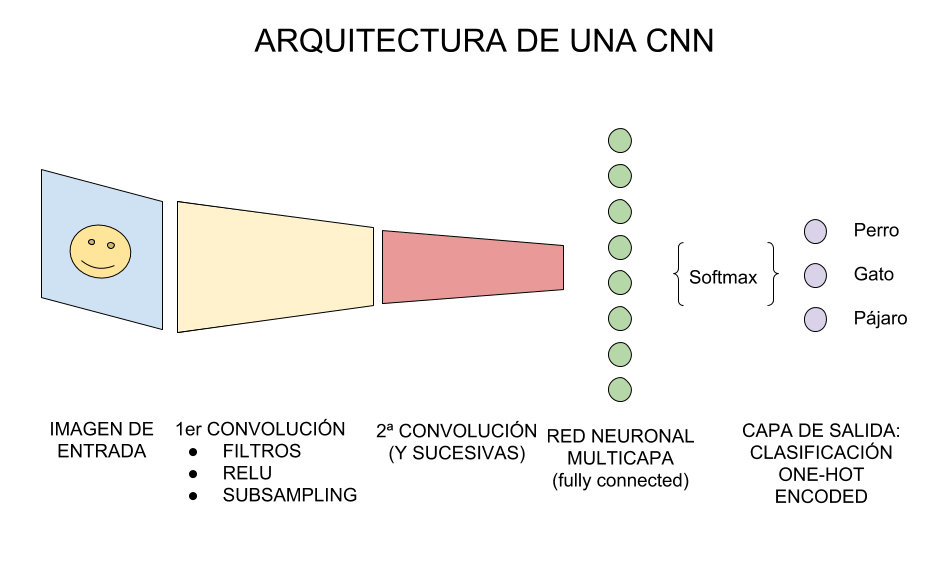 ARQUITECTURA DE UNA CNN
Perro
Gato
Pájaro
Softmax
IMAGEN DE
ENTRADA
1er CONVOLUCIÓN
● FILTROS
● RELU
● SUBSAMPLING
2ª CONVOLUCIÓN
(Y SUCESIVAS)
RED NEURONAL
MULTICAPA
(fully connected)
CAPA DE SALIDA:
CLASIFICACIÓN
ONE-HOT
ENCODED